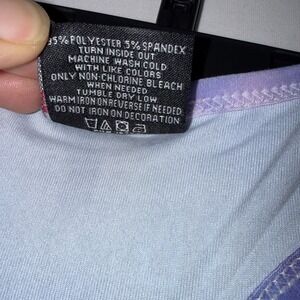 95% POLYESTER 5% SPANDEX
TURN INSIDE OUT
MACHINE WASH COLD
WITH LIKE COLORS
ONLY NON-CHLORINE BLEACH
WHEN NEEDED
TUMBLE DRY LOW
WARM IRON ON REVERSE IF NEEDED
DO NOT IRON ON DECORATION